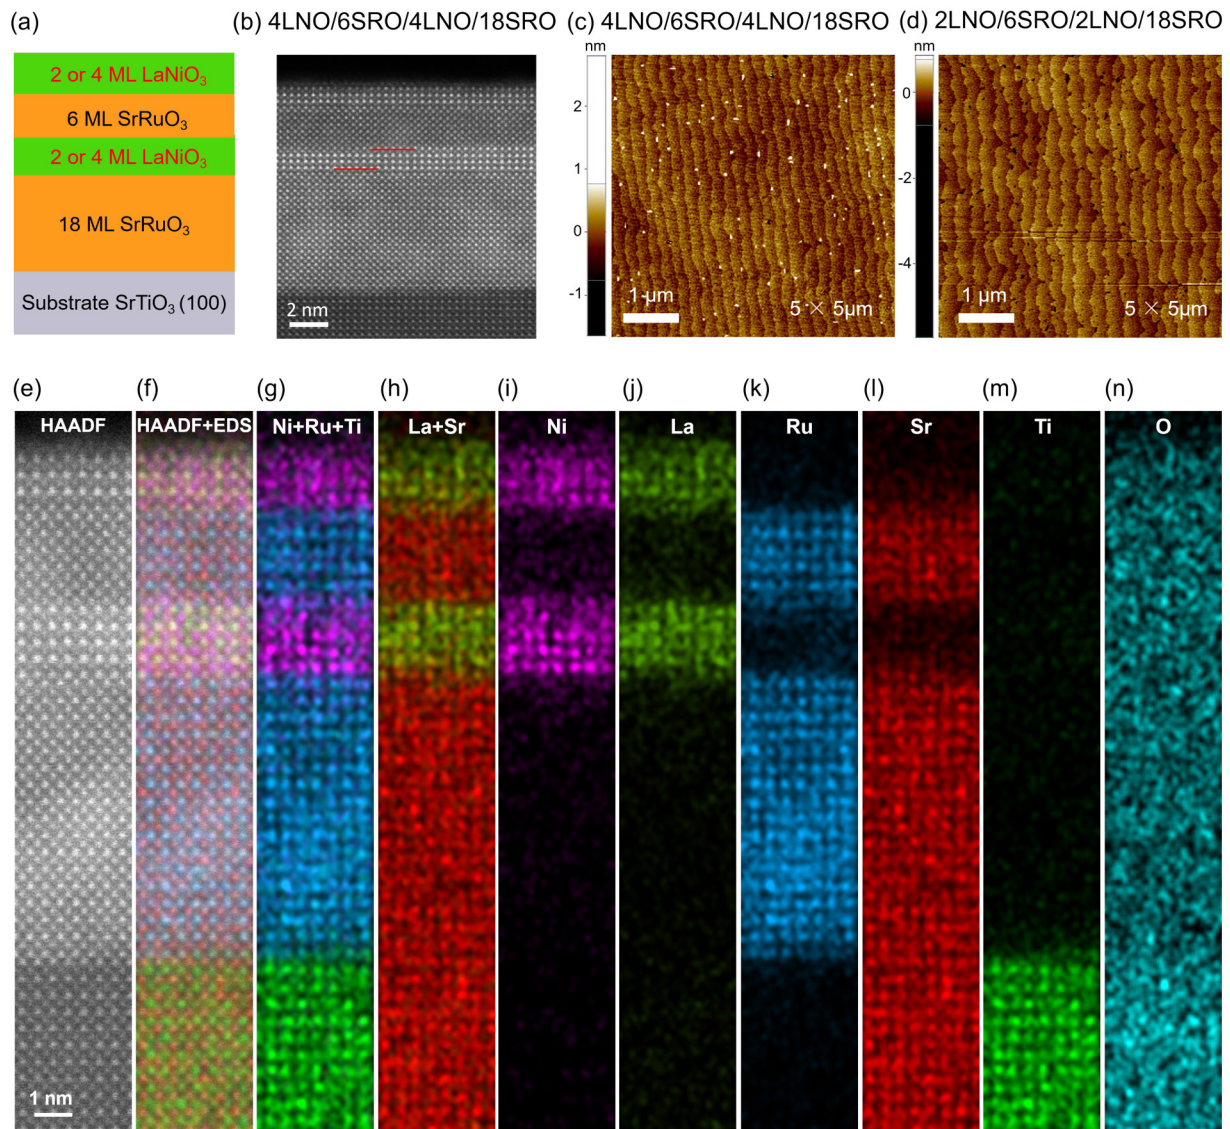 (a)
2 or 4 ML LaNiO₃
6 ML SrRuO₃
2 or 4 ML LaNiO₃
18 ML SrRuO₃
Substrate SrTiO₃ (100)
(b) 4LNO/6SRO/4LNO/18SRO
2 nm
(c) 4LNO/6SRO/4LNO/18SRO
nm
2
1
0
-1
1 µm
5 × 5µm
(d) 2LNO/6SRO/2LNO/18SRO
nm
0
-2
-4
1 µm
5 × 5µm
(e)
HAADF
1 nm
(f)
HAADF+EDS
(g)
Ni+Ru+Ti
(h)
La+Sr
(i)
Ni
(j)
La
(k)
Ru
(l)
Sr
(m)
Ti
(n)
O